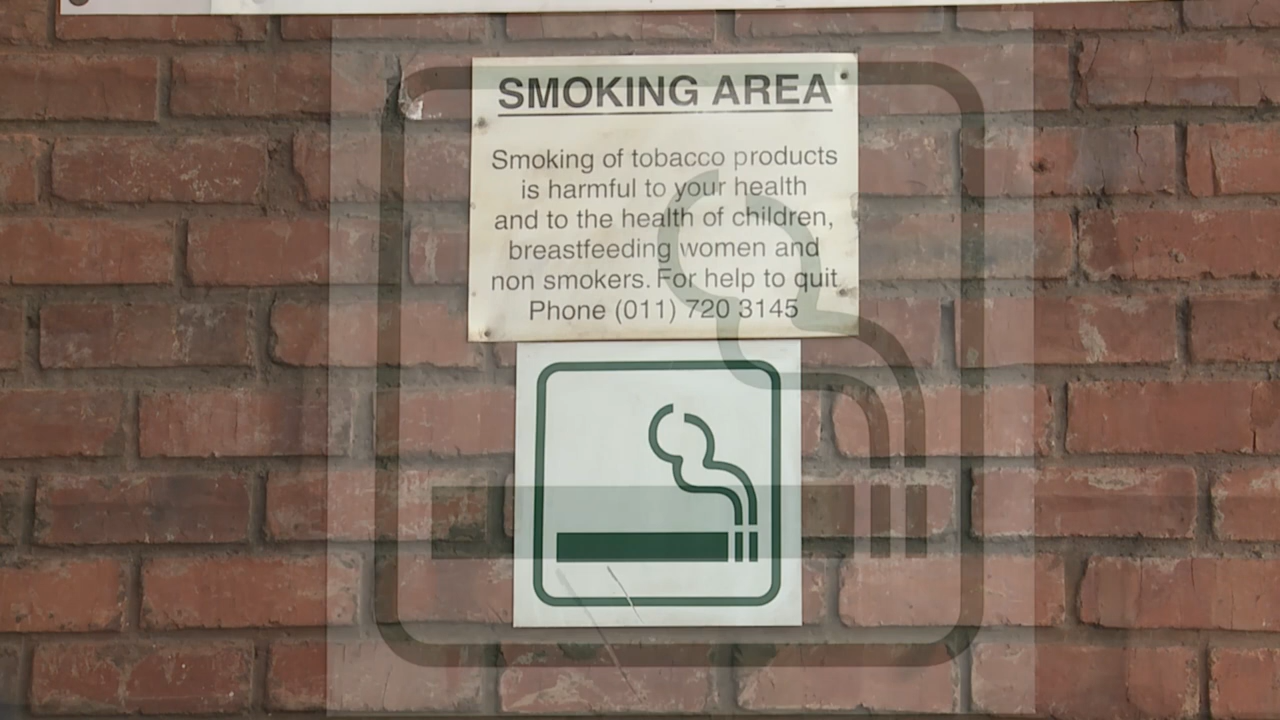 SMOKING AREA
Smoking of tobacco products
is harmful to your health
and to the health of children,
breastfeeding women and
non smokers. For help to quit
Phone (011) 720 3145